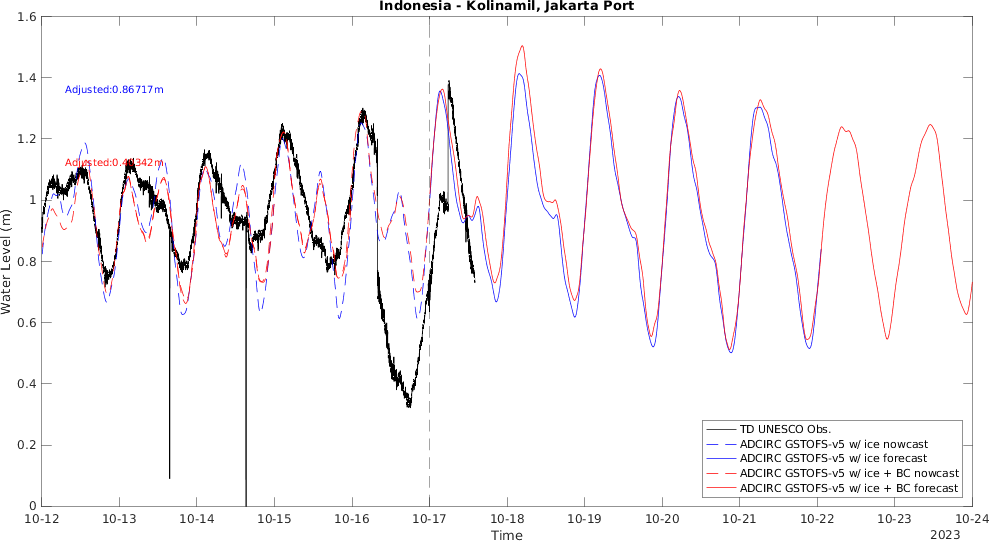 Indonesia - Kolinamil, Jakarta Port
1.6
1.4
1.2
1
0.8
0.6
0.4
0.2
0
Water Level (m)
Adjusted:0.86717m
TD UNESCO Obs.
ADCIRC GSTOFS-v5 w/ ice nowcast
ADCIRC GSTOFS-v5 w/ ice forecast
ADCIRC GSTOFS-v5 w/ ice + BC nowcast
ADCIRC GSTOFS-v5 w/ ice + BC forecast
10-12 10-13 10-14 10-15 10-16 10-17 10-18 10-19 10-20 10-21 10-22 10-23 10-24
Time
2023